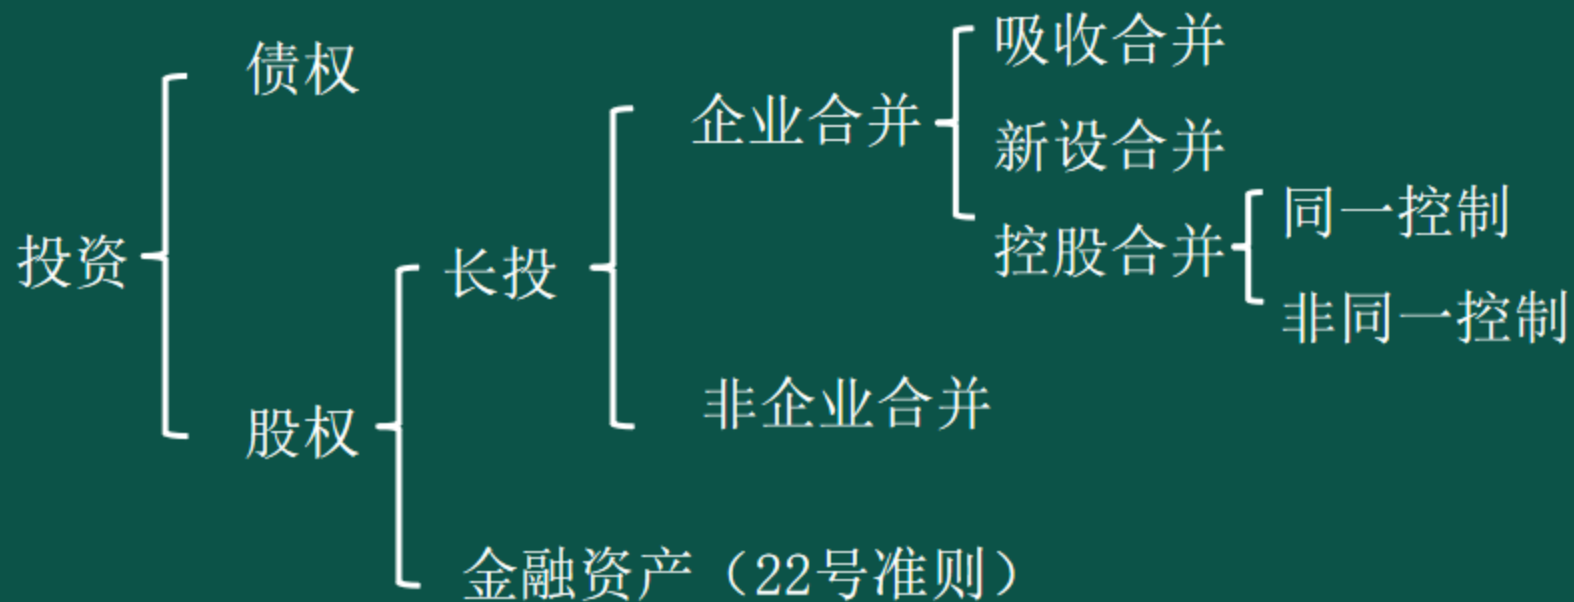 投资
债权
股权
长投
金融资产（22号准则）
企业合并
非企业合并
吸收合并
新设合并
控股合并
同一控制
非同一控制